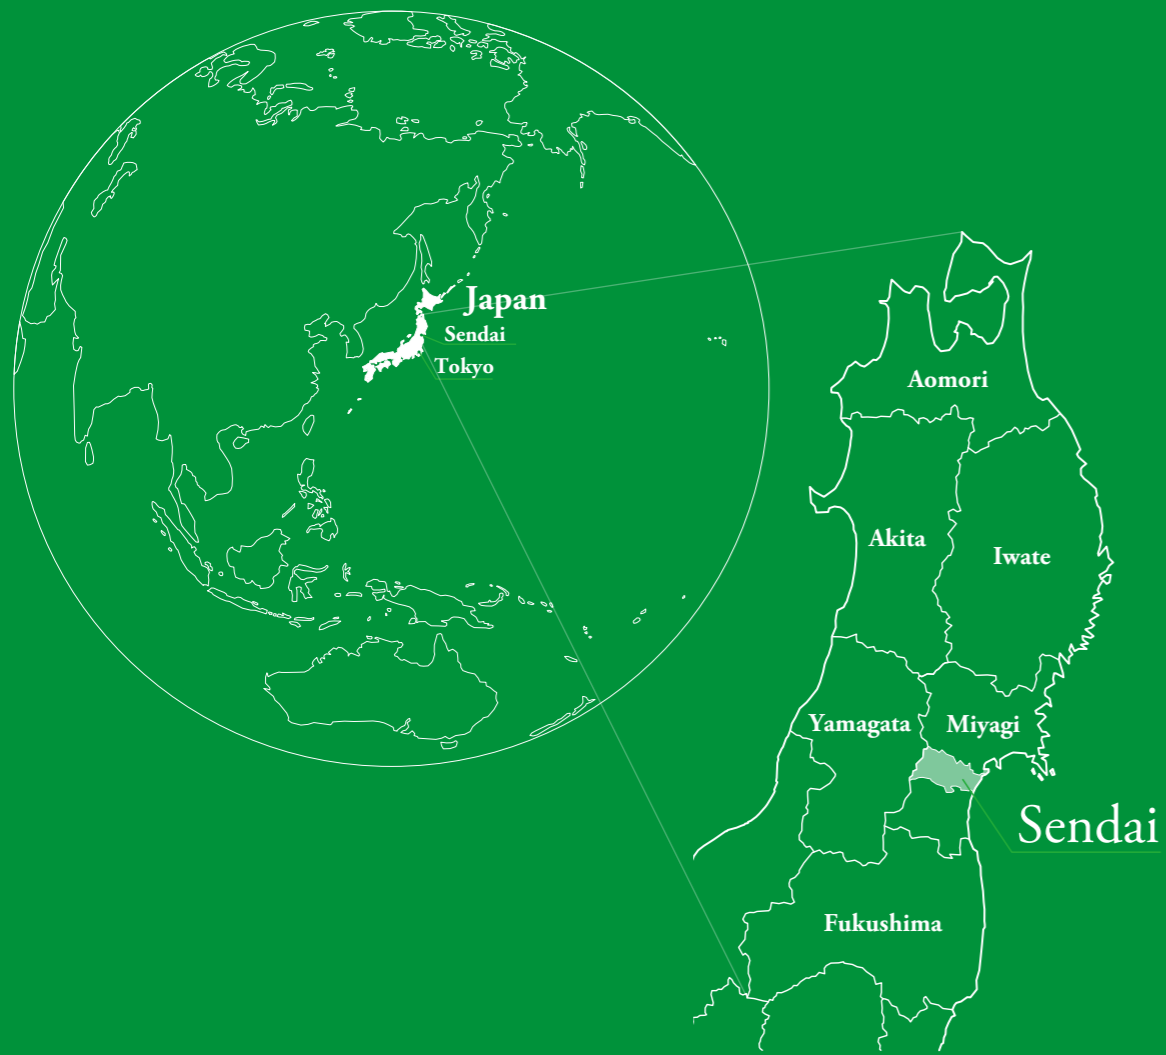 Japan
Sendai
Tokyo
Aomori
Akita
Iwate
Yamagata
Miyagi
Sendai
Fukushima